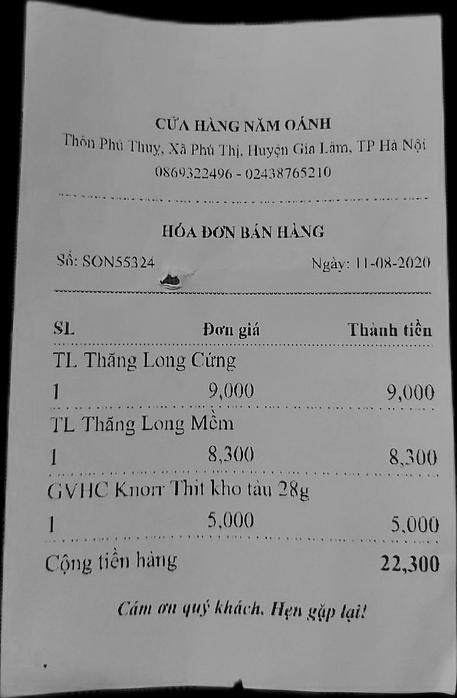 CỬA HÀNG NĂM OÁNH
Thôn Phú Thuỵ, Xã Phú Thị, Huyện Gia Lâm, TP Hà Nội
0869322496 - 02438765210
HÓA ĐƠN BÁN HÀNG
Số: SON55324 Ngày: 11-08-2020
SL Đơn giá Thành tiền
TL Thăng Long Cứng
1 9,000 9,000
TL Thăng Long Mềm
1 8,300 8,300
GVHC Knorr Thịt kho tàu 28g
1 5,000 5,000
Cộng tiền hàng 22,300
Cám ơn quý khách. Hẹn gặp lại!